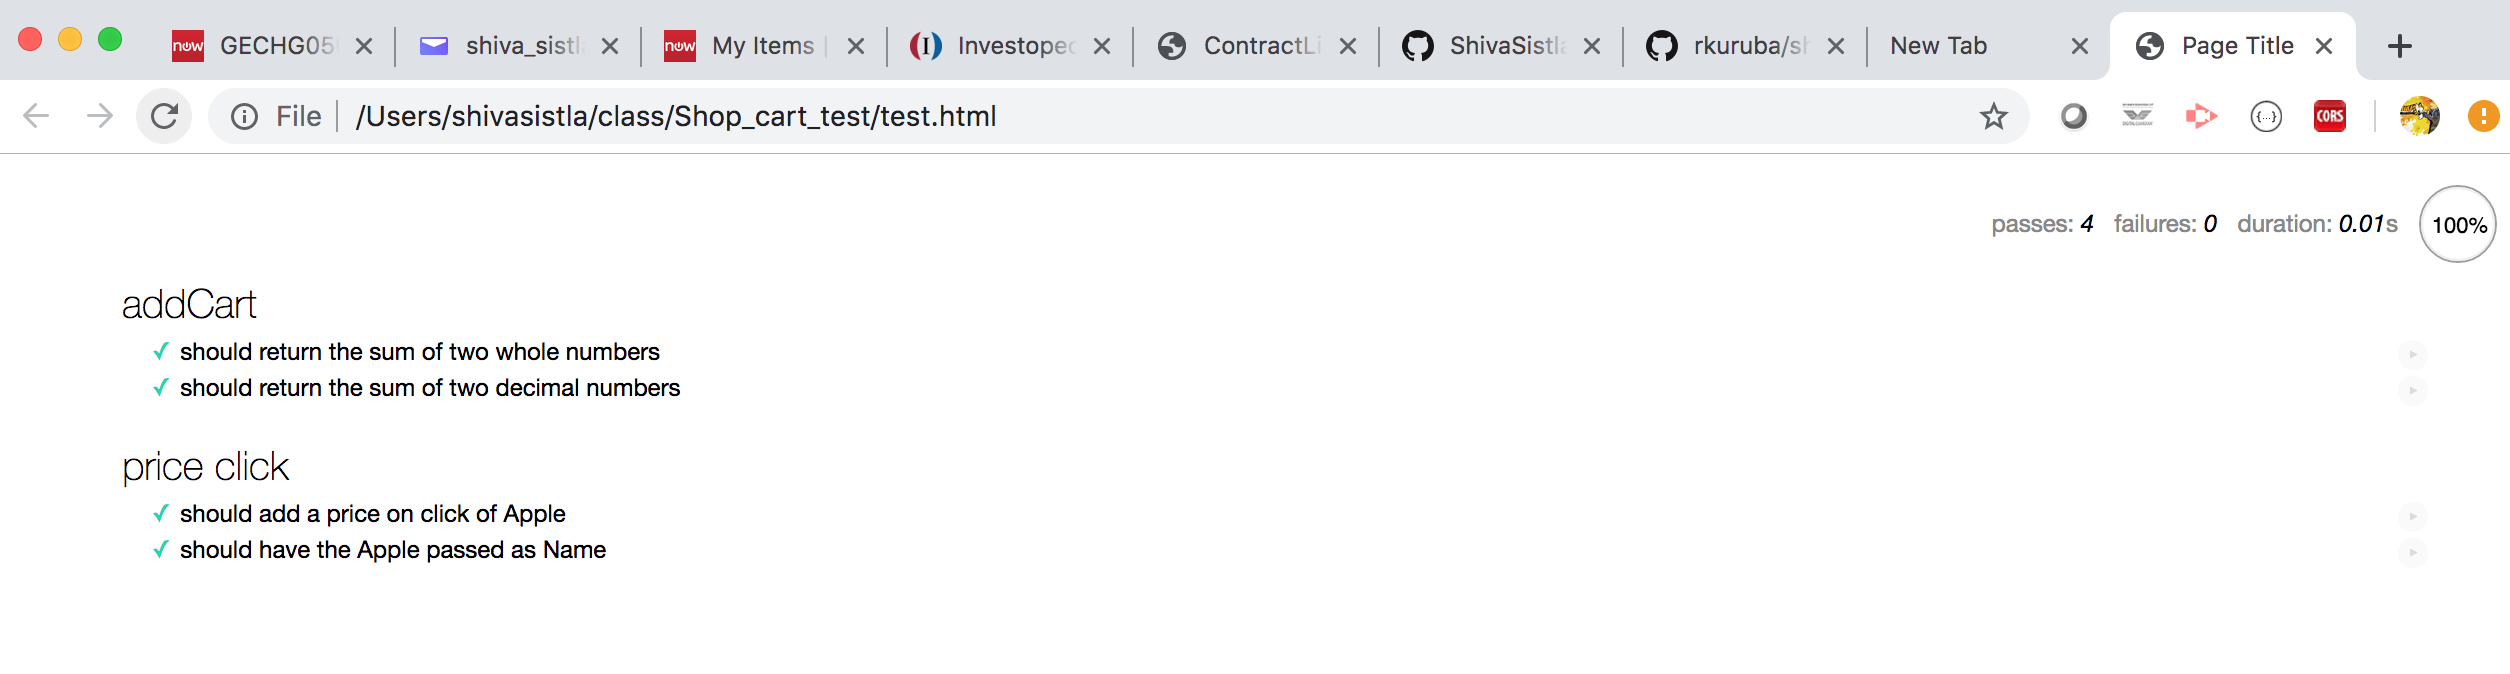 now GECHG05 shiva_sistl now My Items Investope ContractLi ShivaSistla rkuruba/sh New Tab Page Title
File /Users/shivasistla/class/Shop_cart_test/test.html {...} CORS
passes: 4 failures: 0 duration: 0.01s 100%
addCart
✓ should return the sum of two whole numbers
✓ should return the sum of two decimal numbers
price click
✓ should add a price on click of Apple
✓ should have the Apple passed as Name